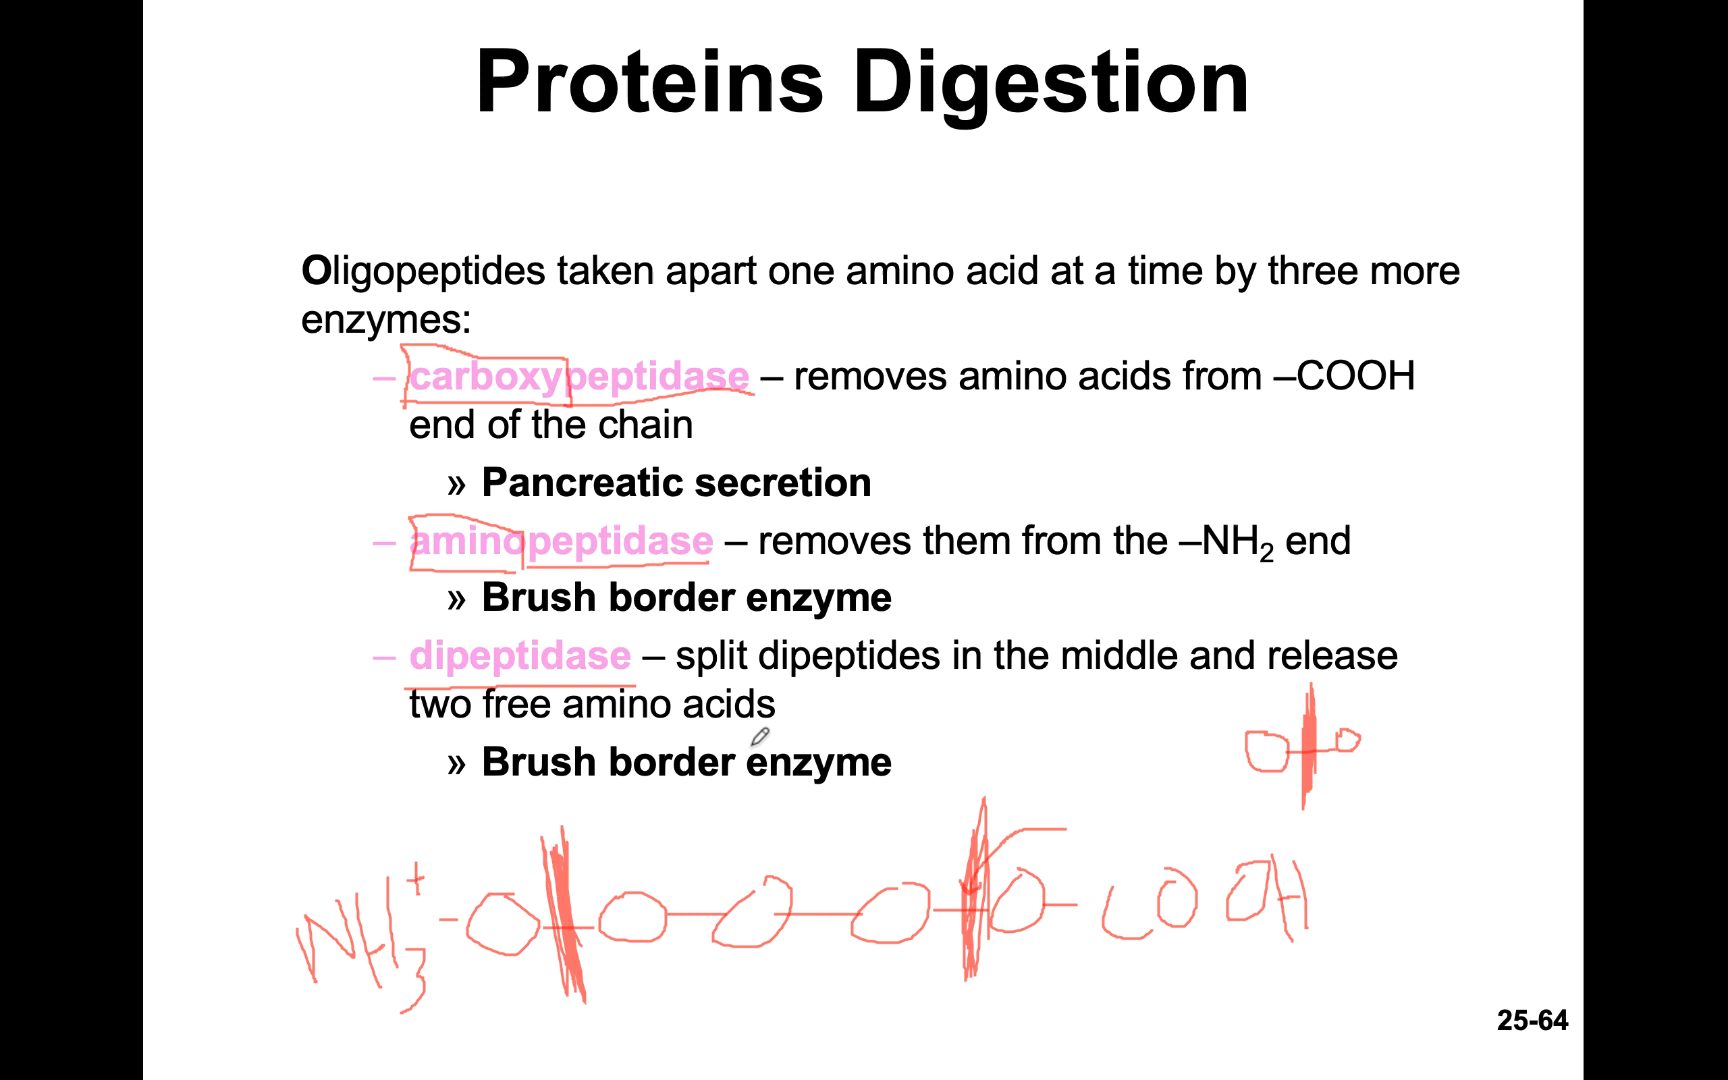 Proteins Digestion
Oligopeptides taken apart one amino acid at a time by three more
enzymes:
– carboxypeptidase – removes amino acids from –COOH
end of the chain
» Pancreatic secretion
– aminopeptidase – removes them from the –NH₂ end
» Brush border enzyme
– dipeptidase – split dipeptides in the middle and release
two free amino acids
» Brush border enzyme
NH₃⁺ COOH
25-64